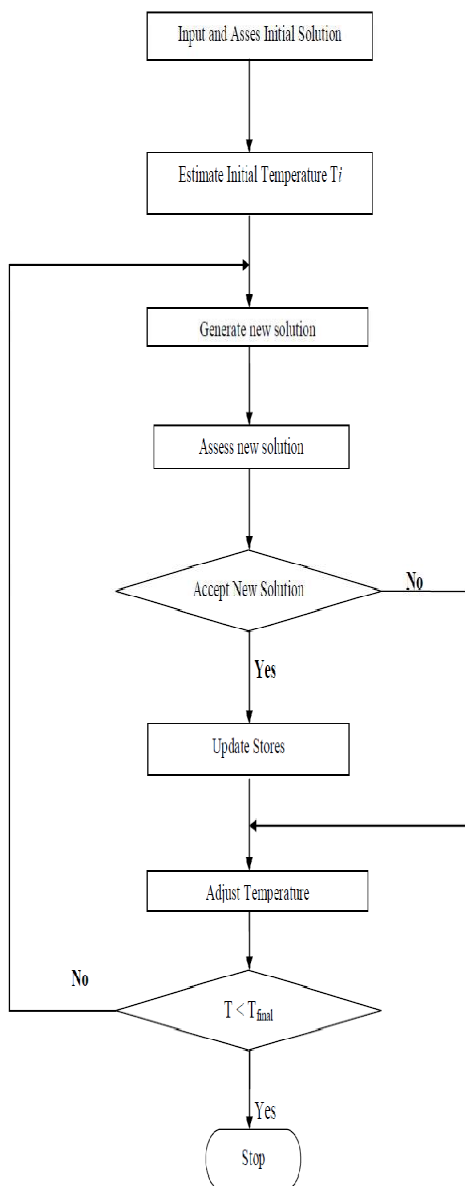 Input and Asses Initial Solution
Estimate Initial Temperature Ti
Generate new solution
Assess new solution
Accept New Solution
No
Yes
Update Stores
Adjust Temperature
No
T < Tfinal
Yes
Stop